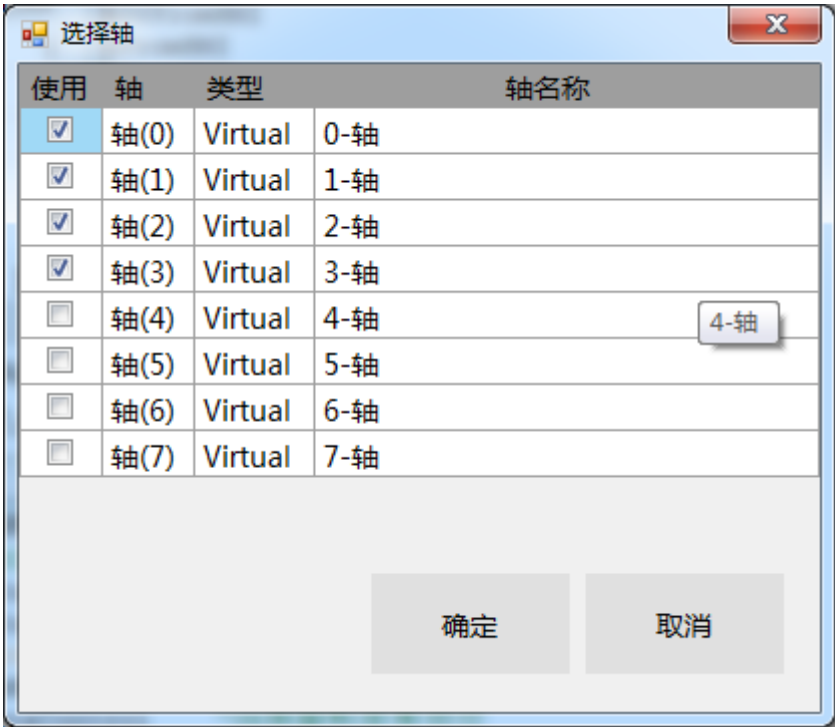 选择轴
使用 轴 类型 轴名称
轴(0) Virtual 0-轴
轴(1) Virtual 1-轴
轴(2) Virtual 2-轴
轴(3) Virtual 3-轴
轴(4) Virtual 4-轴 4-轴
轴(5) Virtual 5-轴
轴(6) Virtual 6-轴
轴(7) Virtual 7-轴
确定 取消